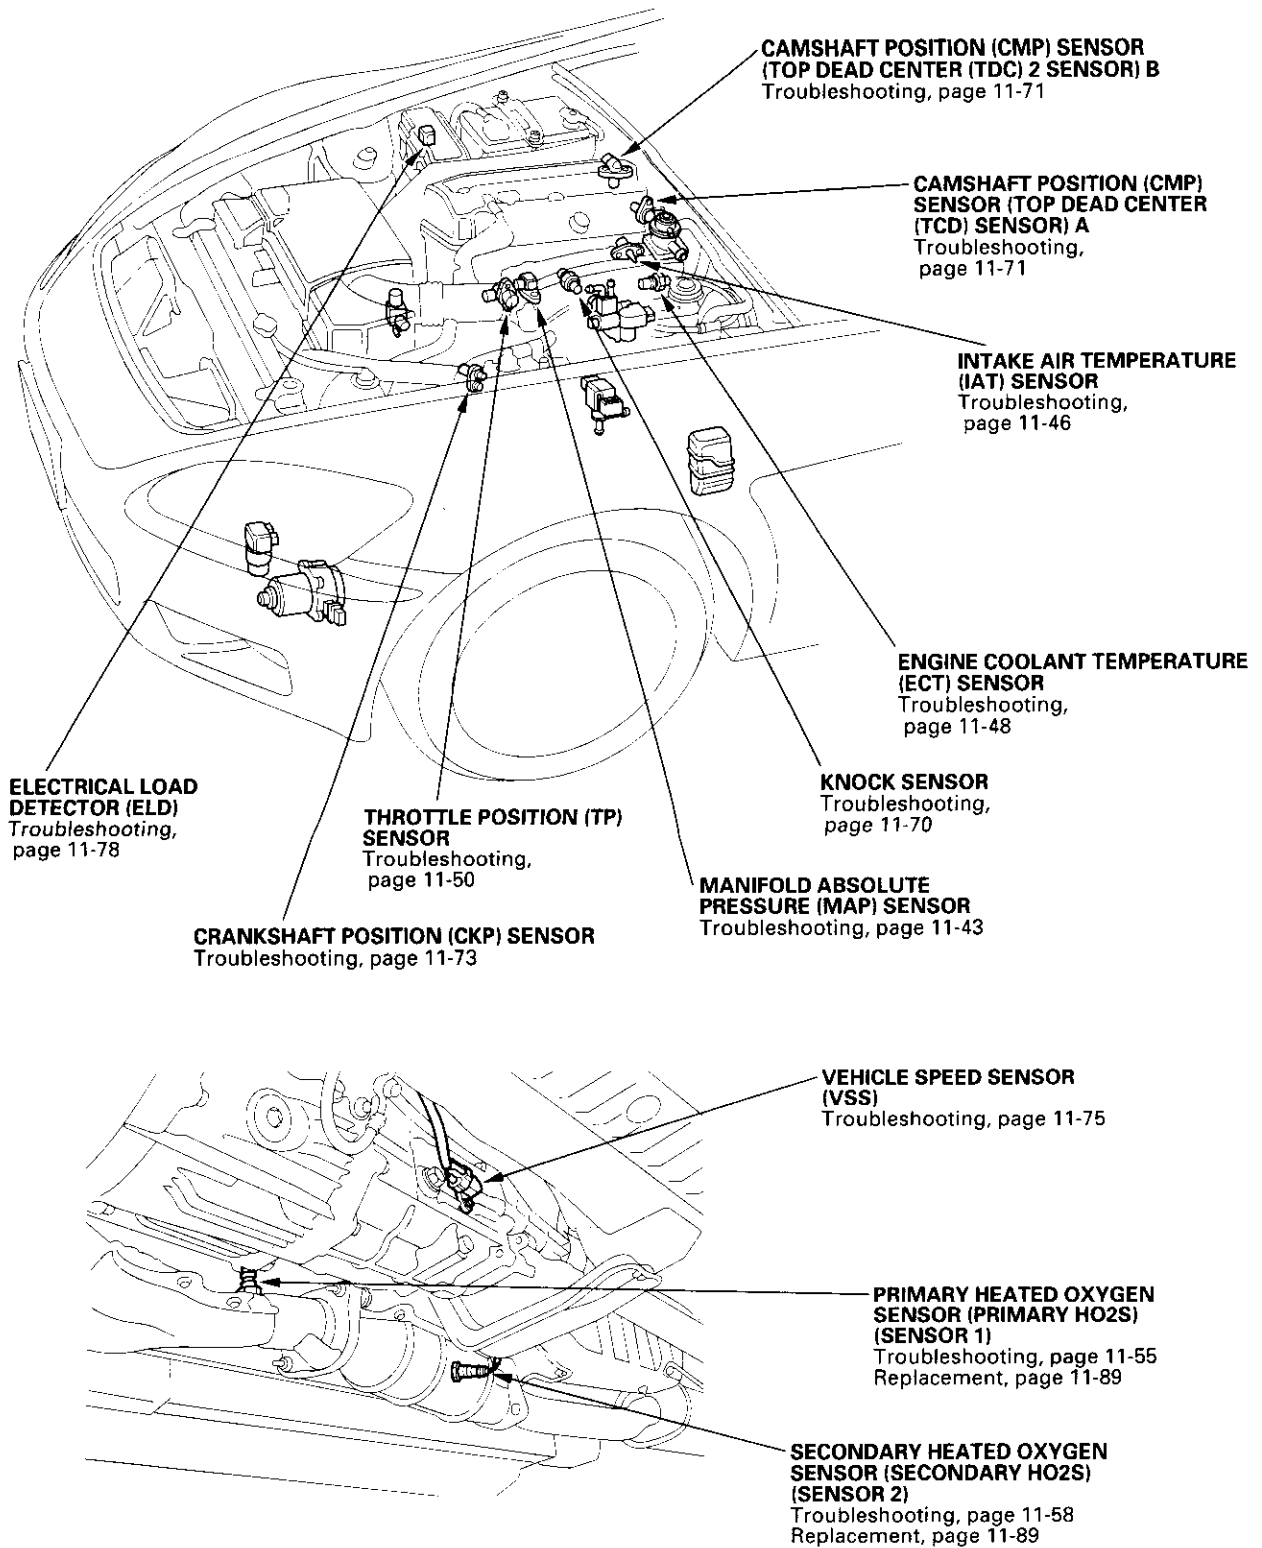 CAMSHAFT POSITION (CMP) SENSOR
(TOP DEAD CENTER (TDC) 2 SENSOR) B
Troubleshooting, page 11-71
CAMSHAFT POSITION (CMP)
SENSOR (TOP DEAD CENTER
(TCD) SENSOR) A
Troubleshooting,
page 11-71
INTAKE AIR TEMPERATURE
(IAT) SENSOR
Troubleshooting,
page 11-46
ENGINE COOLANT TEMPERATURE
(ECT) SENSOR
Troubleshooting,
page 11-48
KNOCK SENSOR
Troubleshooting,
page 11-70
ELECTRICAL LOAD
DETECTOR (ELD)
Troubleshooting,
page 11-78
THROTTLE POSITION (TP)
SENSOR
Troubleshooting,
page 11-50
MANIFOLD ABSOLUTE
PRESSURE (MAP) SENSOR
Troubleshooting, page 11-43
CRANKSHAFT POSITION (CKP) SENSOR
Troubleshooting, page 11-73
VEHICLE SPEED SENSOR
(VSS)
Troubleshooting, page 11-75
PRIMARY HEATED OXYGEN
SENSOR (PRIMARY HO2S)
(SENSOR 1)
Troubleshooting, page 11-55
Replacement, page 11-89
SECONDARY HEATED OXYGEN
SENSOR (SECONDARY HO2S)
(SENSOR 2)
Troubleshooting, page 11-58
Replacement, page 11-89